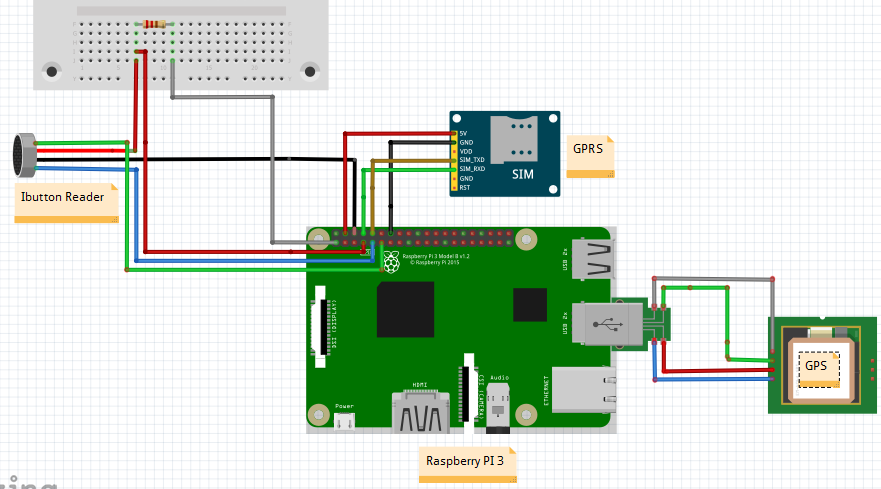 5V
GND
VDD
SIM_TXD
SIM_RXD
GND
RST
SIM
GPRS
Ibutton Reader
Raspberry Pi 3 Model B v1.2
© Raspberry Pi 2015
USB 2x
USB 2x
DSI (DISPLAY)
GPS
Power
HDMI
CSI (CAMERA)
Audio
ETHERNET
Raspberry PI 3